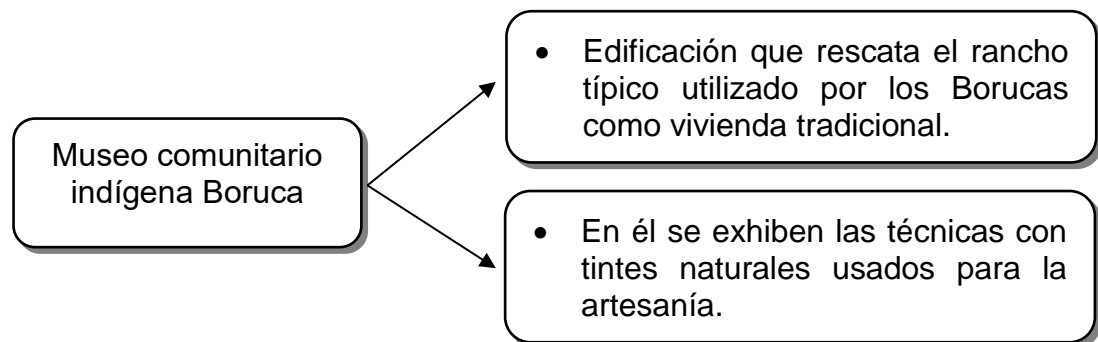 Museo comunitario
indígena Boruca
• Edificación que rescata el rancho
típico utilizado por los Borucas
como vivienda tradicional.
• En él se exhiben las técnicas con
tintes naturales usados para la
artesanía.